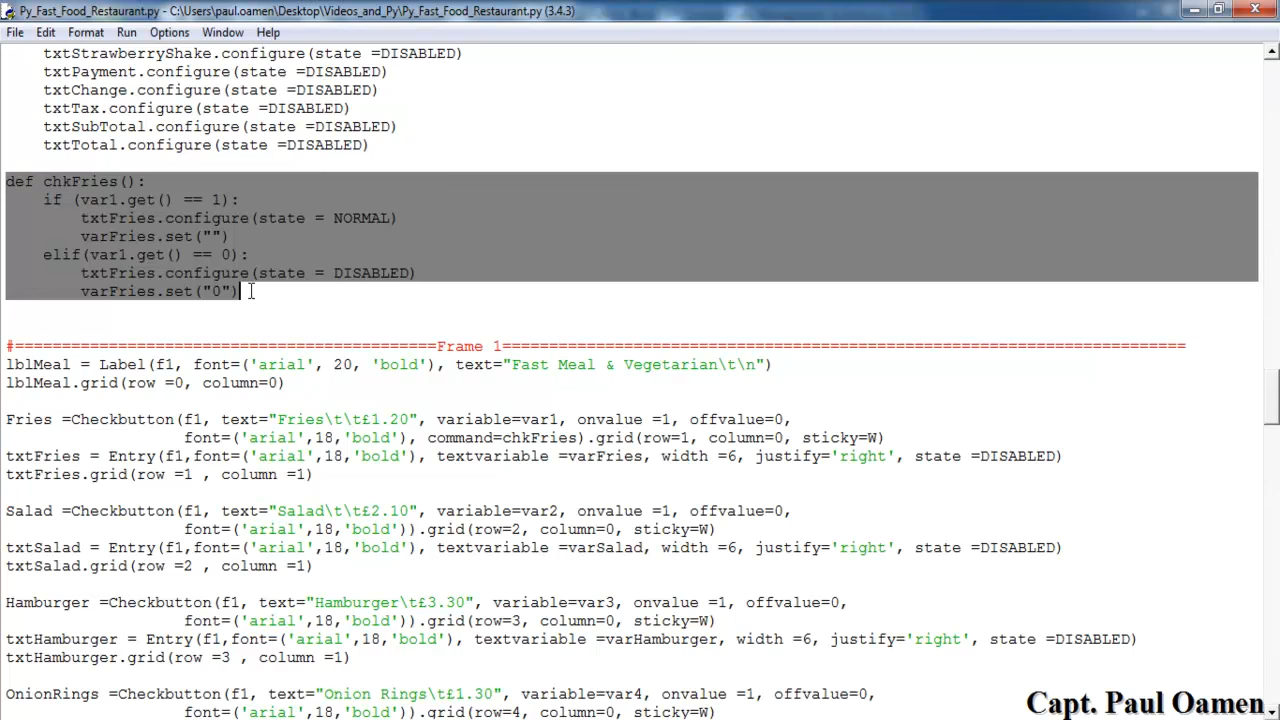 Py_Fast_Food_Restaurant.py - C:\Users\paul.oamen\Desktop\Videos_and_Py\Py_Fast_Food_Restaurant.py (3.4.3)
File Edit Format Run Options Window Help
txtStrawberryShake.configure(state =DISABLED)
txtPayment.configure(state =DISABLED)
txtChange.configure(state =DISABLED)
txtTax.configure(state =DISABLED)
txtSubTotal.configure(state =DISABLED)
txtTotal.configure(state =DISABLED)
def chkFries():
if (var1.get() == 1):
txtFries.configure(state = NORMAL)
varFries.set("")
elif(var1.get() == 0):
txtFries.configure(state = DISABLED)
varFries.set("0")
#==============================================Frame 1=========================================================================
lblMeal = Label(f1, font=('arial', 20, 'bold'), text="Fast Meal & Vegetarian\t\n")
lblMeal.grid(row =0, column=0)
Fries =Checkbutton(f1, text="Fries\t\t£1.20", variable=var1, onvalue =1, offvalue=0,
font=('arial',18,'bold'), command=chkFries).grid(row=1, column=0, sticky=W)
txtFries = Entry(f1,font=('arial',18,'bold'), textvariable =varFries, width =6, justify='right', state =DISABLED)
txtFries.grid(row =1 , column =1)
Salad =Checkbutton(f1, text="Salad\t\t£2.10", variable=var2, onvalue =1, offvalue=0,
font=('arial',18,'bold')).grid(row=2, column=0, sticky=W)
txtSalad = Entry(f1,font=('arial',18,'bold'), textvariable =varSalad, width =6, justify='right', state =DISABLED)
txtSalad.grid(row =2 , column =1)
Hamburger =Checkbutton(f1, text="Hamburger\t£3.30", variable=var3, onvalue =1, offvalue=0,
font=('arial',18,'bold')).grid(row=3, column=0, sticky=W)
txtHamburger = Entry(f1,font=('arial',18,'bold'), textvariable =varHamburger, width =6, justify='right', state =DISABLED)
txtHamburger.grid(row =3 , column =1)
OnionRings =Checkbutton(f1, text="Onion Rings\t£1.30", variable=var4, onvalue =1, offvalue=0,
font=('arial',18,'bold')).grid(row=4, column=0, sticky=W)
Capt. Paul Oamen